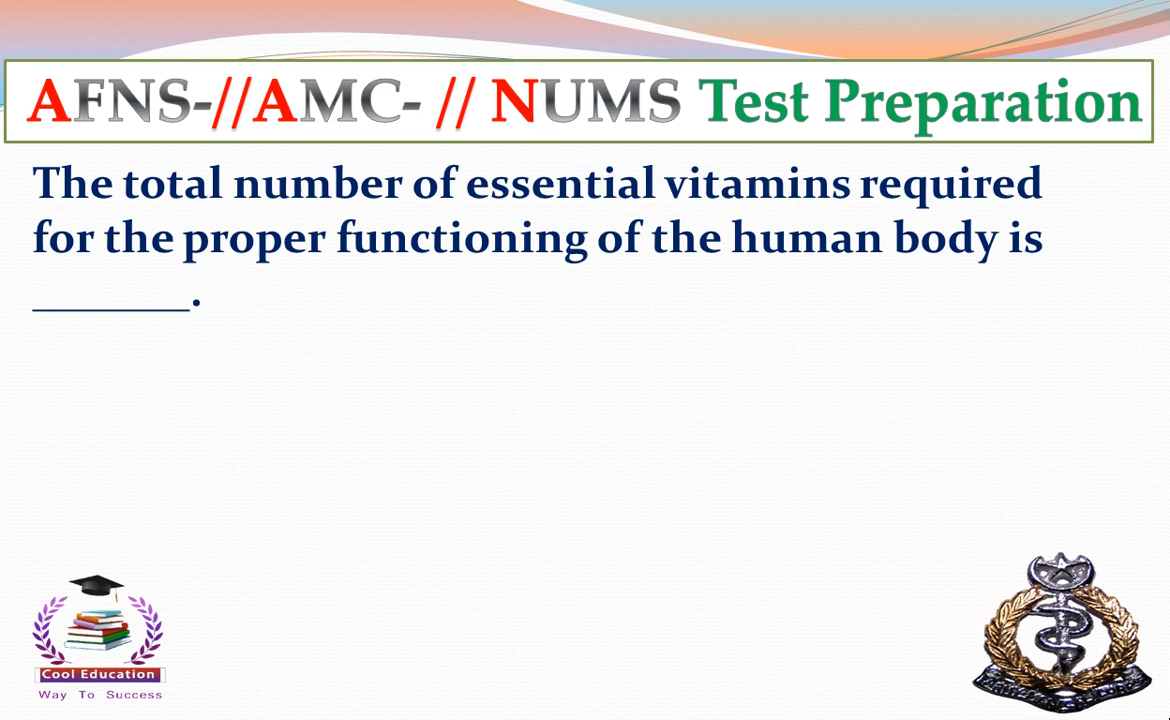 AFNS-//AMC- // NUMS Test Preparation
The total number of essential vitamins required
for the proper functioning of the human body is
_______.
Cool Education
Way To Success